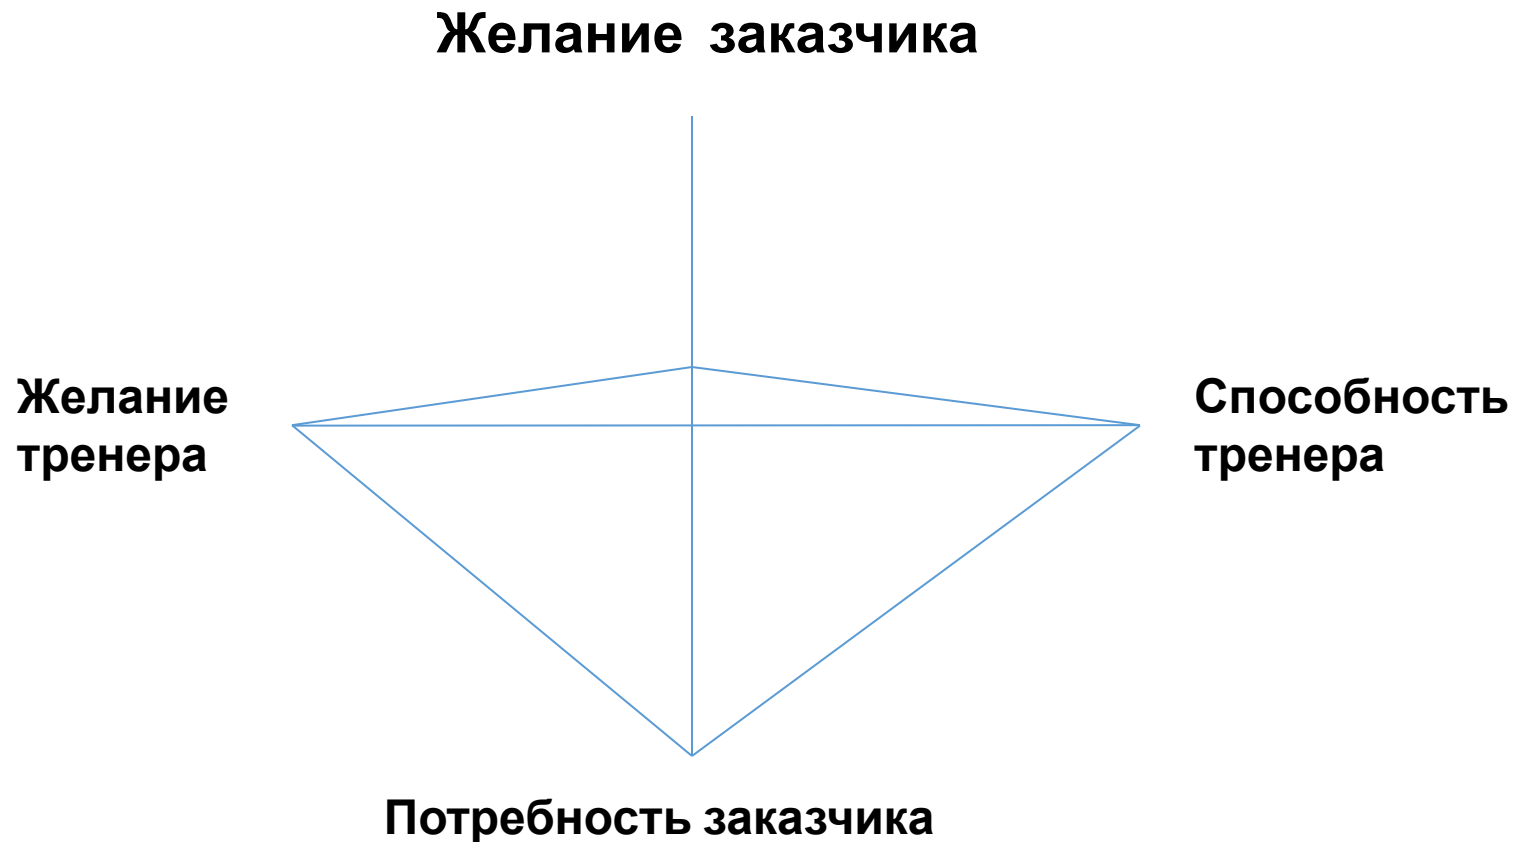 Желание заказчика
Желание
тренера
Способность
тренера
Потребность заказчика